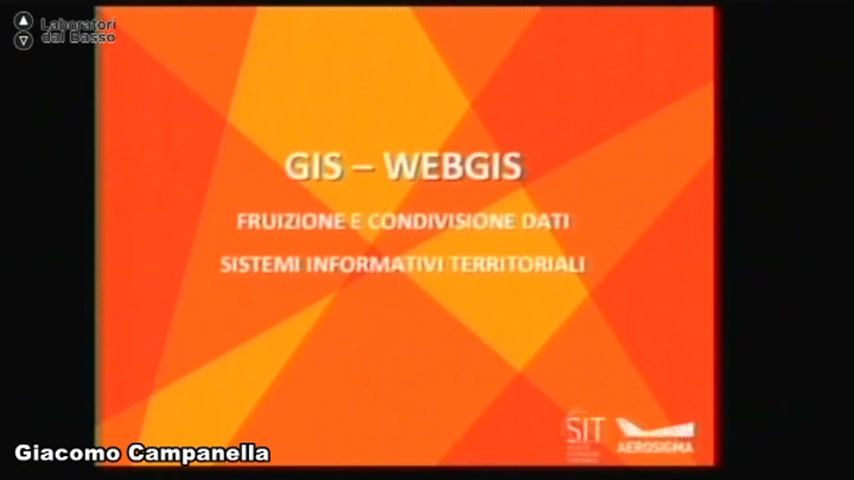 Laboratori
dal Basso
GIS – WEBGIS
FRUIZIONE E CONDIVISIONE DATI
SISTEMI INFORMATIVI TERRITORIALI
SIT
AEROSIGMA
Giacomo Campanella